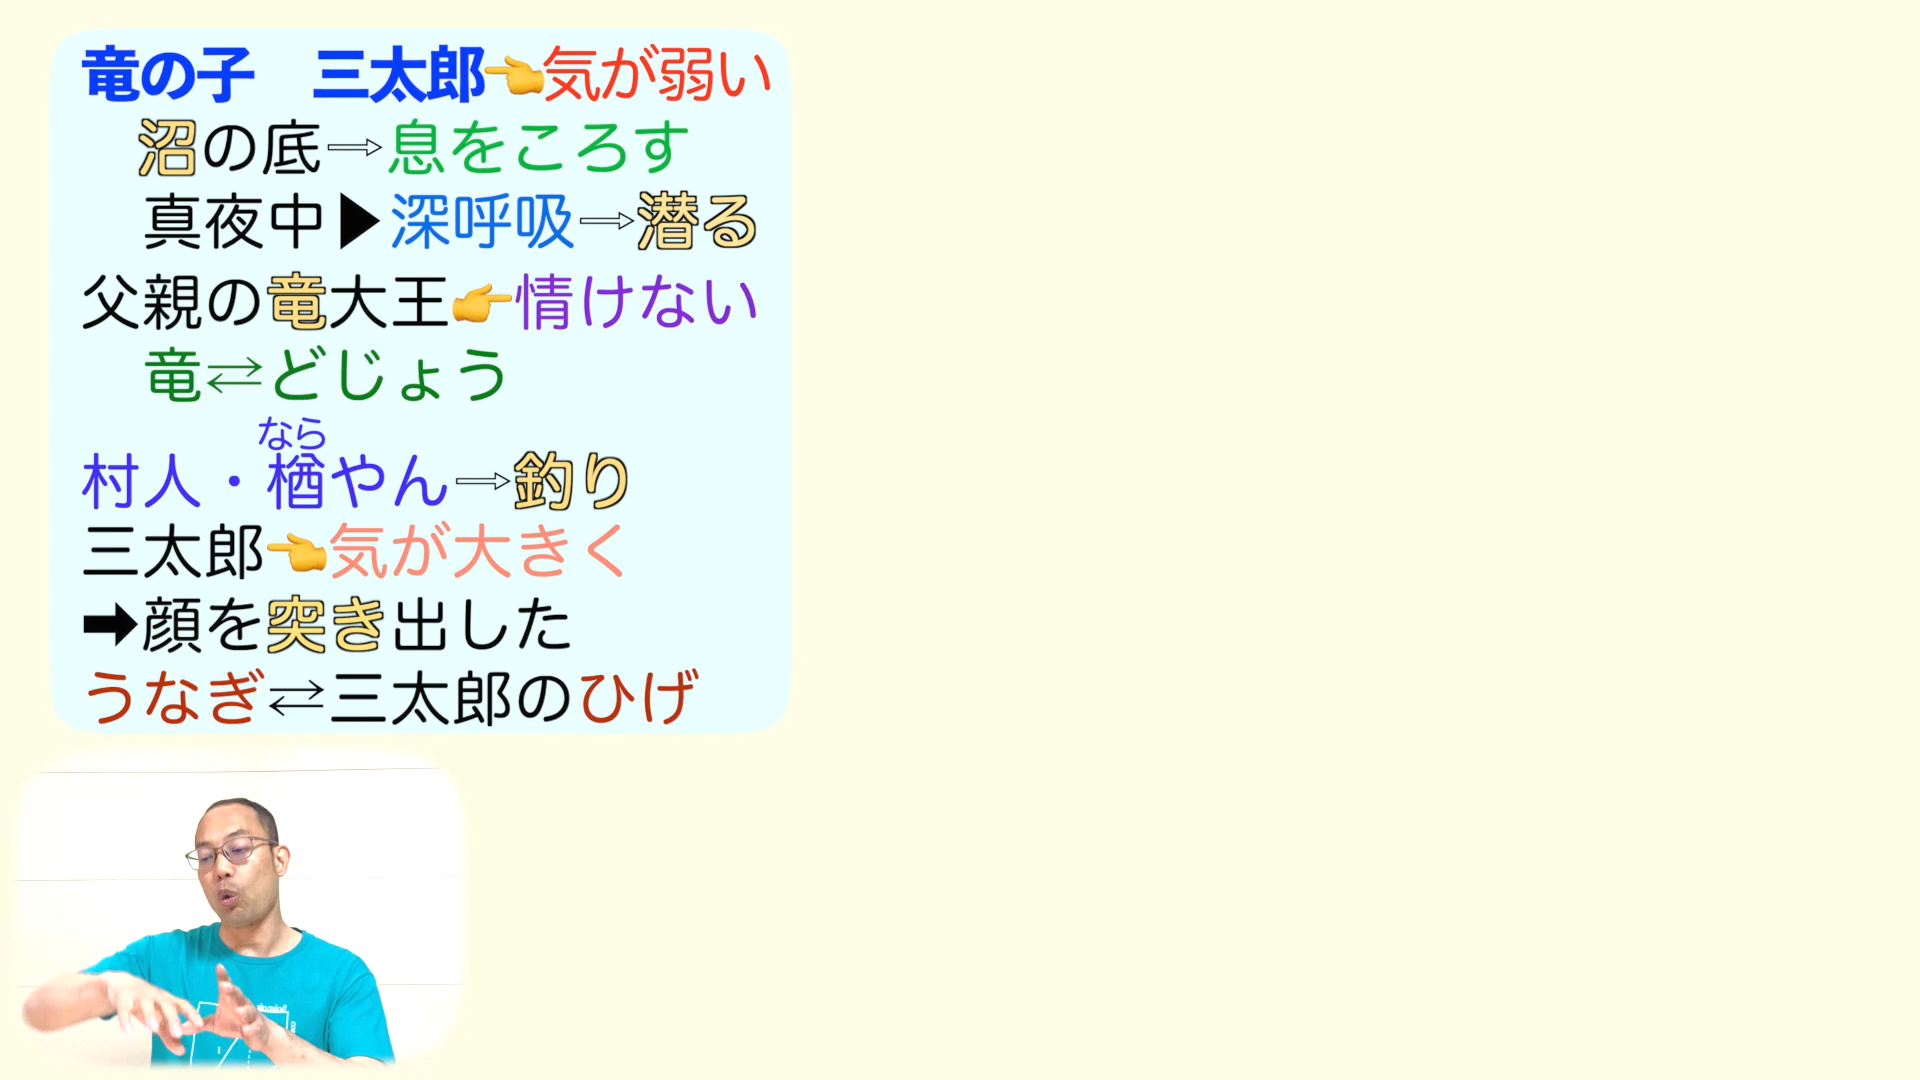 竜の子　三太郎👈気が弱い
沼の底⇨息をころす
真夜中▶深呼吸⇨潜る
父親の竜大王👉情けない
竜⇄どじょう
なら
村人・楢やん⇨釣り
三太郎👈気が大きく
➡顔を突き出した
うなぎ⇄三太郎のひげ